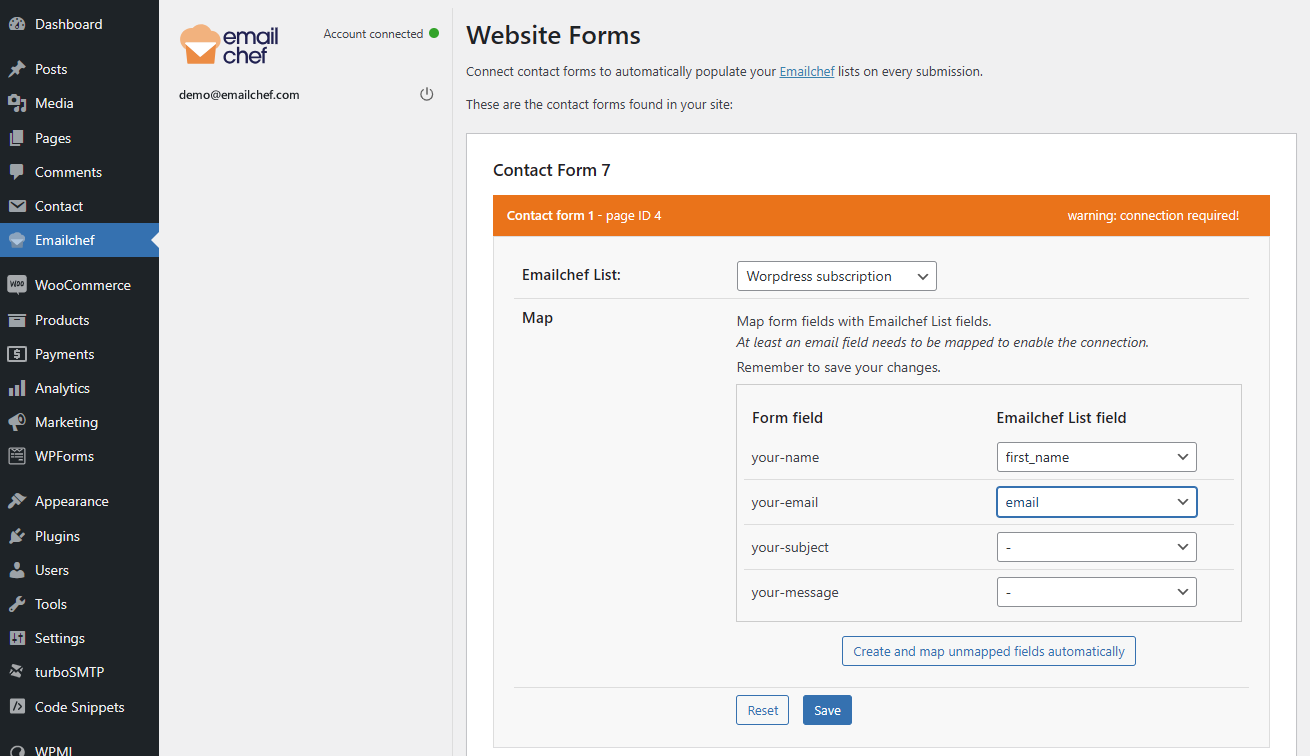 Dashboard
Posts
Media
Pages
Comments
Contact
Emailchef
WooCommerce
Products
Payments
Analytics
Marketing
WPForms
Appearance
Plugins
Users
Tools
Settings
turboSMTP
Code Snippets
WPML
email
chef
Account connected
demo@emailchef.com
Website Forms
Connect contact forms to automatically populate your Emailchef lists on every submission.
These are the contact forms found in your site:
Contact Form 7
Contact form 1 - page ID 4 warning: connection required!
Emailchef List: Worpdress subscription
Map
Map form fields with Emailchef List fields.
At least an email field needs to be mapped to enable the connection.
Remember to save your changes.
Form field Emailchef List field
your-name first_name
your-email email
your-subject -
your-message -
Create and map unmapped fields automatically
Reset Save